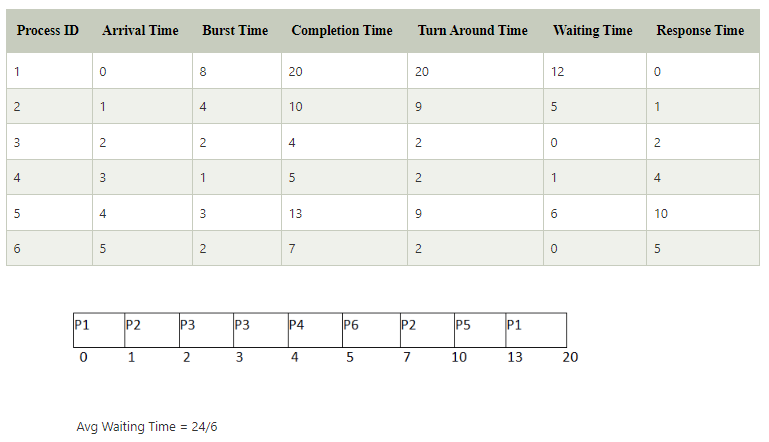 Process ID Arrival Time Burst Time Completion Time Turn Around Time Waiting Time Response Time
1 0 8 20 20 12 0
2 1 4 10 9 5 1
3 2 2 4 2 0 2
4 3 1 5 2 1 4
5 4 3 13 9 6 10
6 5 2 7 2 0 5
P1 P2 P3 P3 P4 P6 P2 P5 P1
0 1 2 3 4 5 7 10 13 20
Avg Waiting Time = 24/6